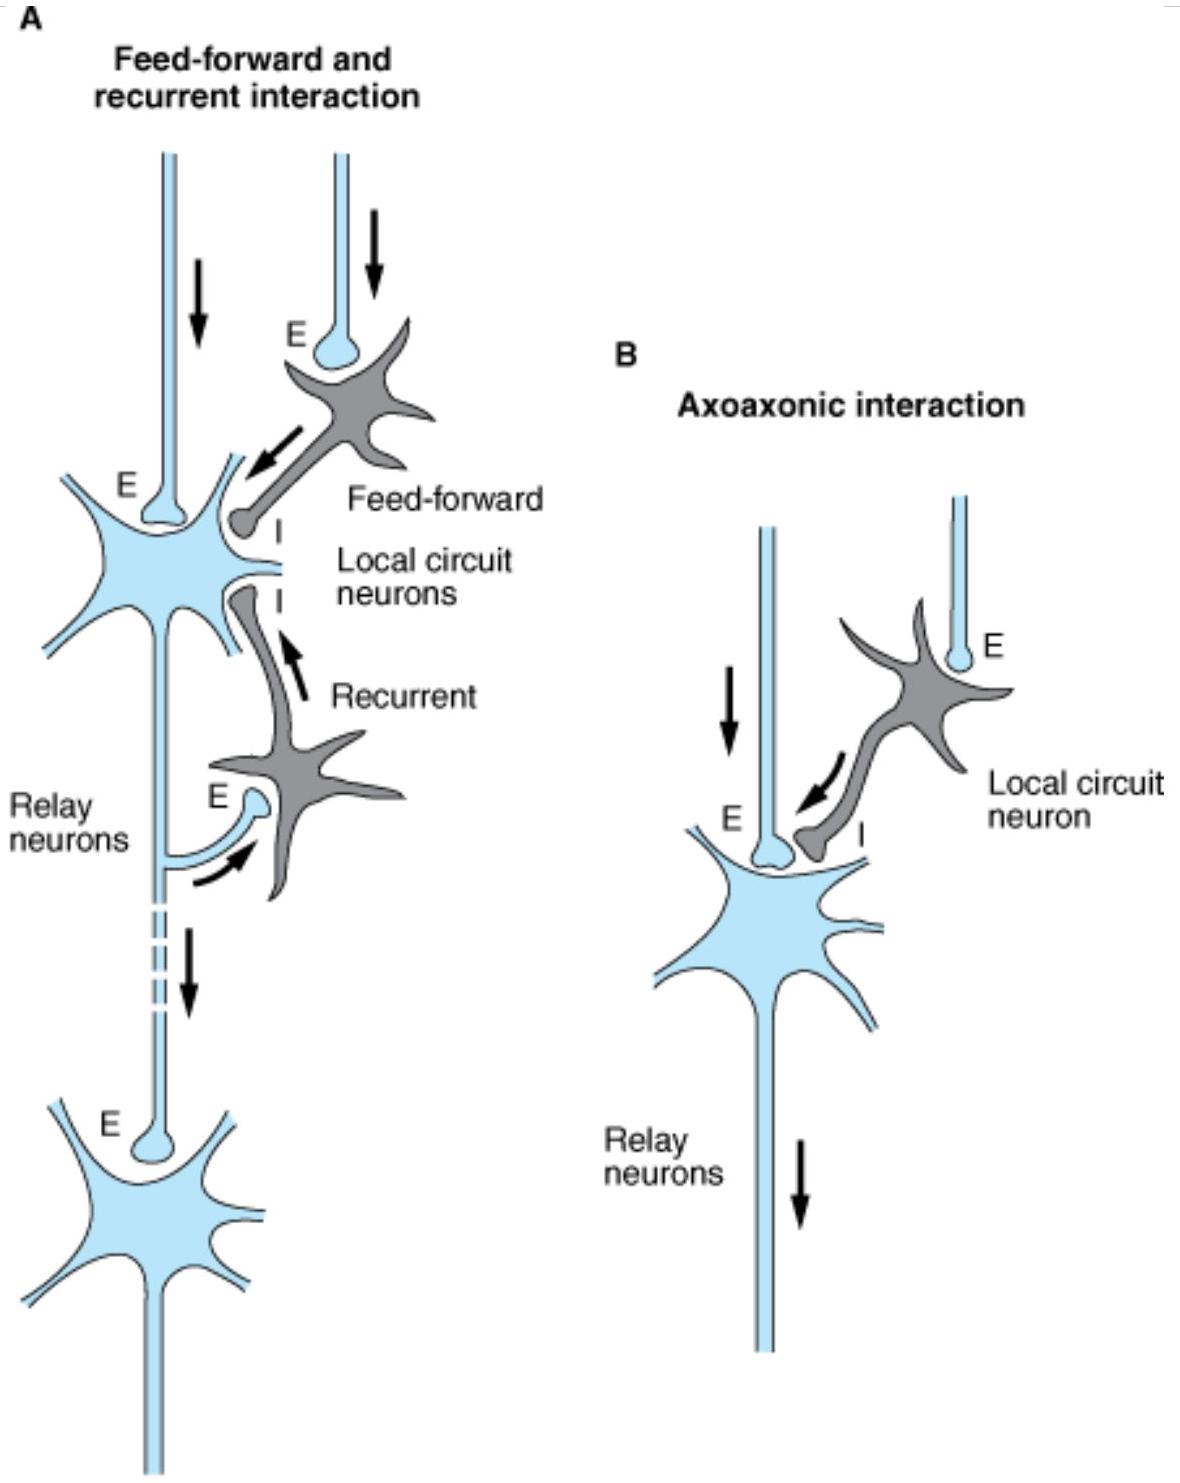 A
Feed-forward and
recurrent interaction
E
E
Feed-forward
I
Local circuit
neurons
I
Recurrent
E
Relay
neurons
E
B
Axoaxonic interaction
E
Local circuit
neuron
E
I
Relay
neurons